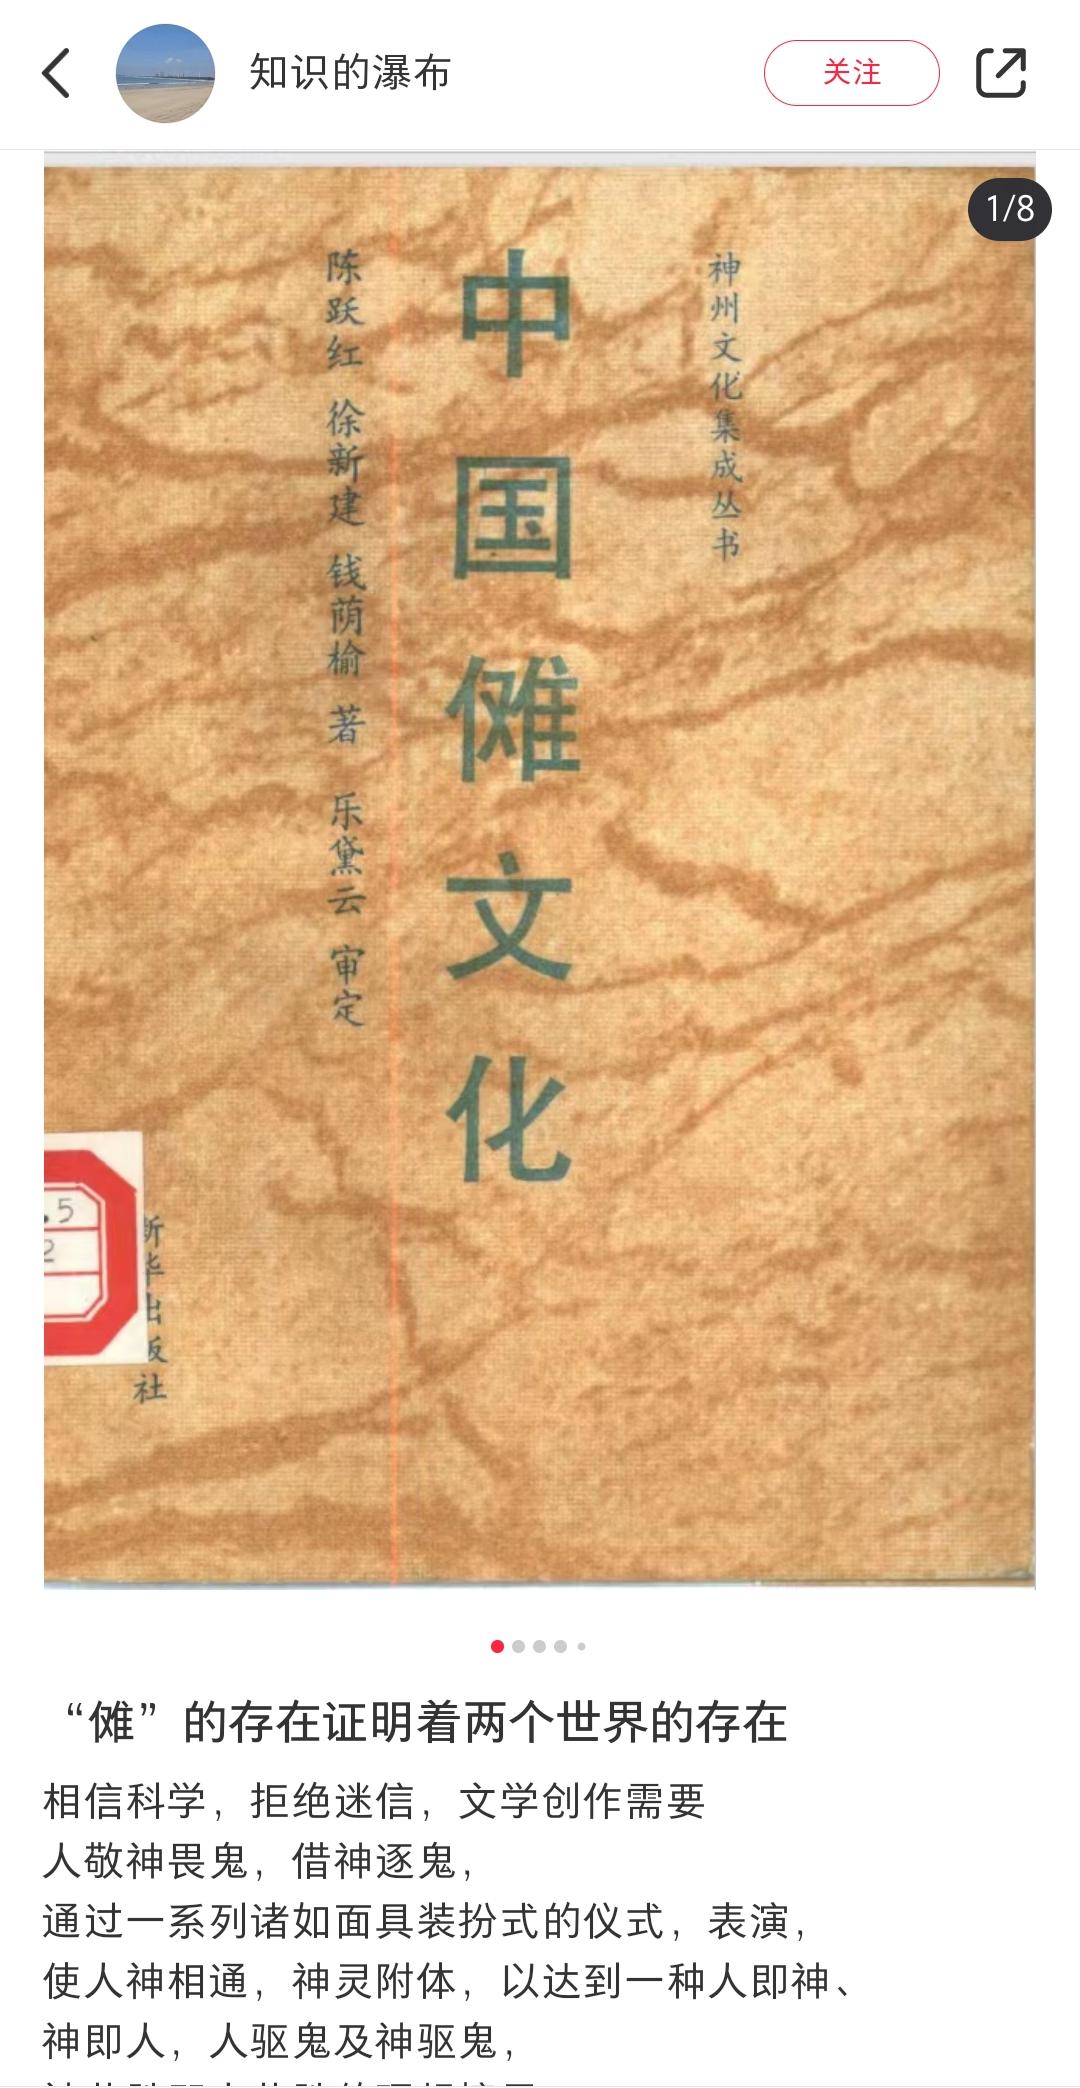 知识的瀑布
关注
1/8
神州文化集成丛书
中国傩文化
陈跃红 徐新建 钱荫榆 著 乐黛云 审定
.5
2
新华出版社
“傩”的存在证明着两个世界的存在
相信科学，拒绝迷信，文学创作需要
人敬神畏鬼，借神逐鬼，
通过一系列诸如面具装扮式的仪式，表演，
使人神相通，神灵附体，以达到一种人即神、
神即人，人驱鬼及神驱鬼，